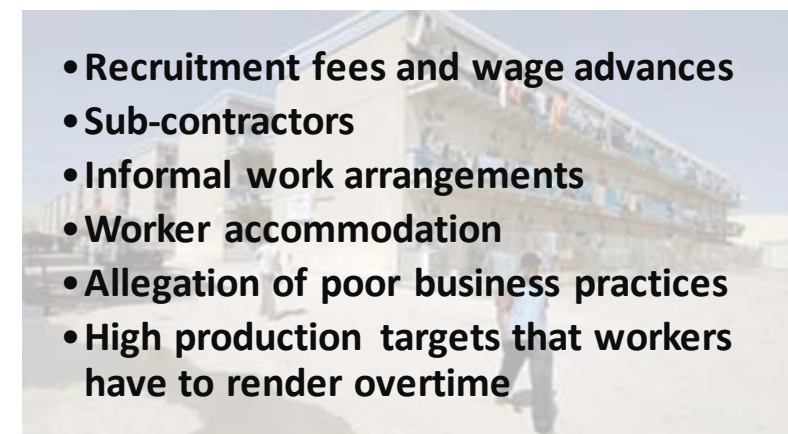 • Recruitment fees and wage advances
• Sub-contractors
• Informal work arrangements
• Worker accommodation
• Allegation of poor business practices
• High production targets that workers
have to render overtime